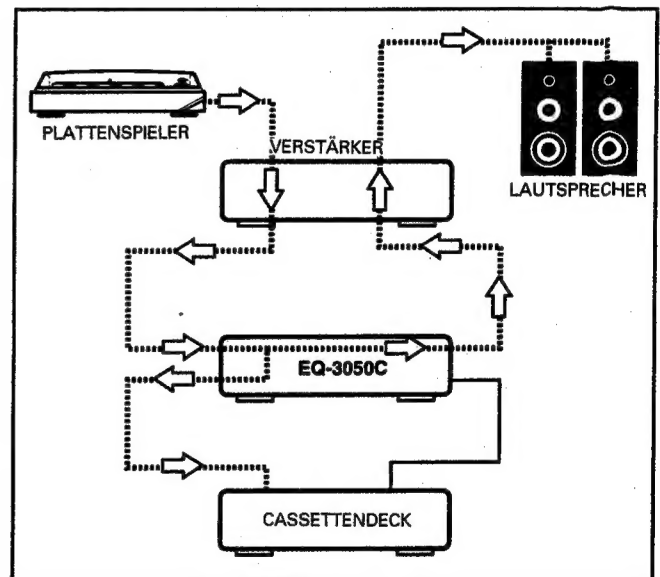 PLATTENSPIELER
VERSTÄRKER
LAUTSPRECHER
EQ-3050C
CASSETTENDECK